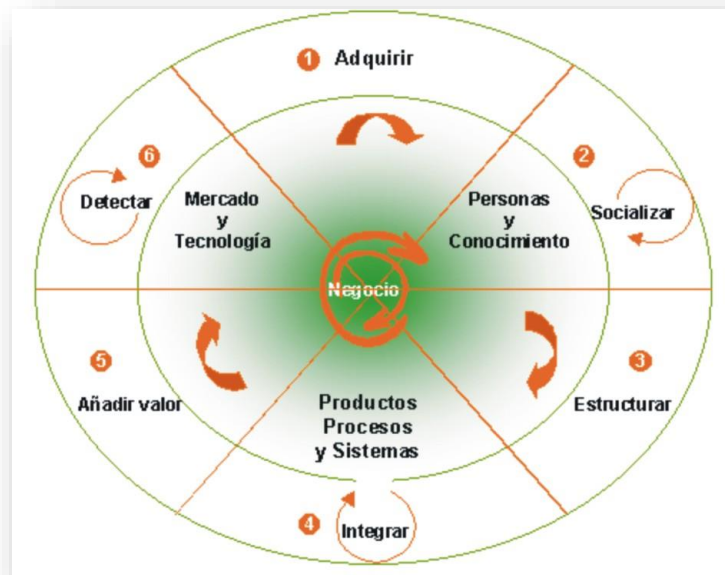 1 Adquirir
2
Socializar
3
Estructurar
4
Integrar
5
Añadir valor
6
Detectar
Mercado
y
Tecnología
Personas
y
Conocimiento
Negocio
Productos
Procesos
y Sistemas